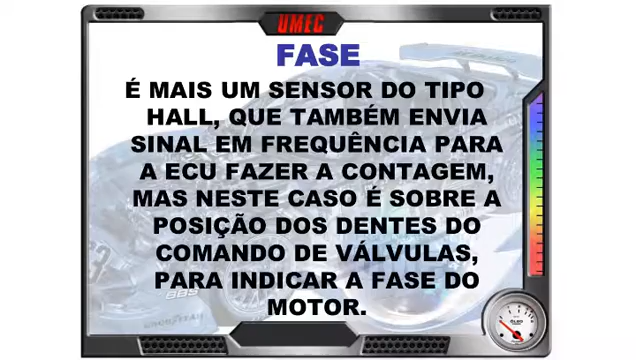 UMEC
FASE
É MAIS UM SENSOR DO TIPO
HALL, QUE TAMBÉM ENVIA
SINAL EM FREQUÊNCIA PARA
A ECU FAZER A CONTAGEM,
MAS NESTE CASO É SOBRE A
POSIÇÃO DOS DENTES DO
COMANDO DE VÁLVULAS,
PARA INDICAR A FASE DO
MOTOR.
GOODYEAR